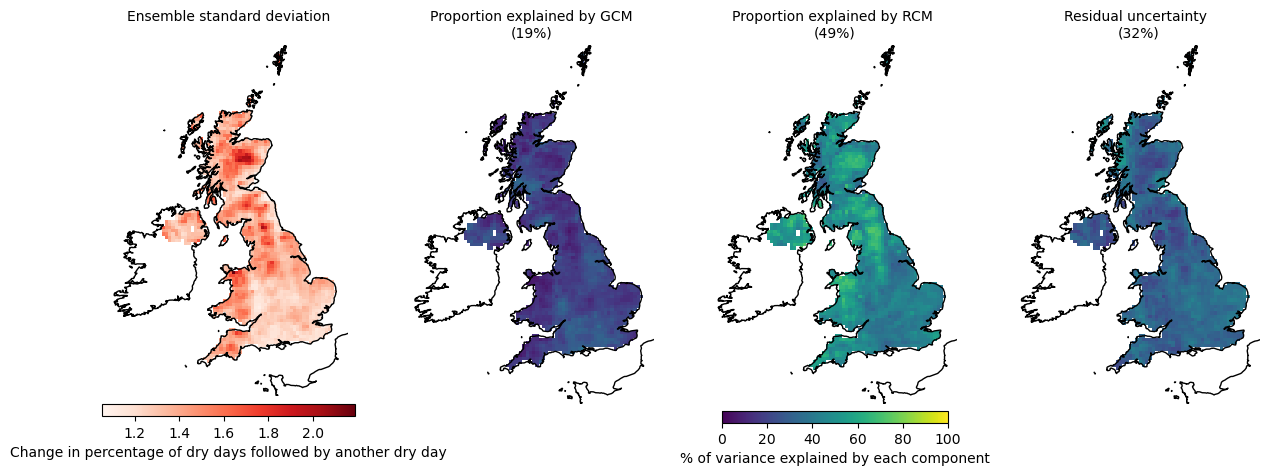 Ensemble standard deviation
Proportion explained by GCM
(19%)
Proportion explained by RCM
(49%)
Residual uncertainty
(32%)
1.2 1.4 1.6 1.8 2.0
Change in percentage of dry days followed by another dry day
0 20 40 60 80 100
% of variance explained by each component